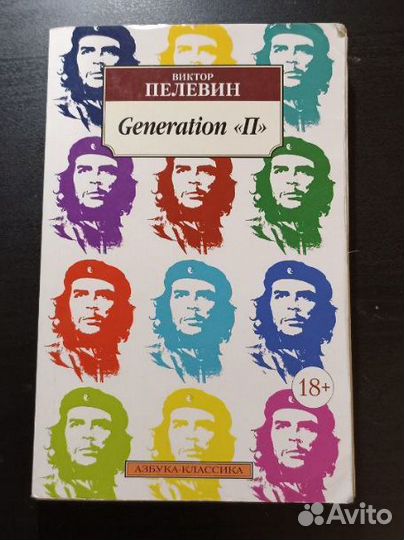 ВИКТОР
ПЕЛЕВИН
Generation «П»
18+
АЗБУКА-КЛАССИКА
Avito